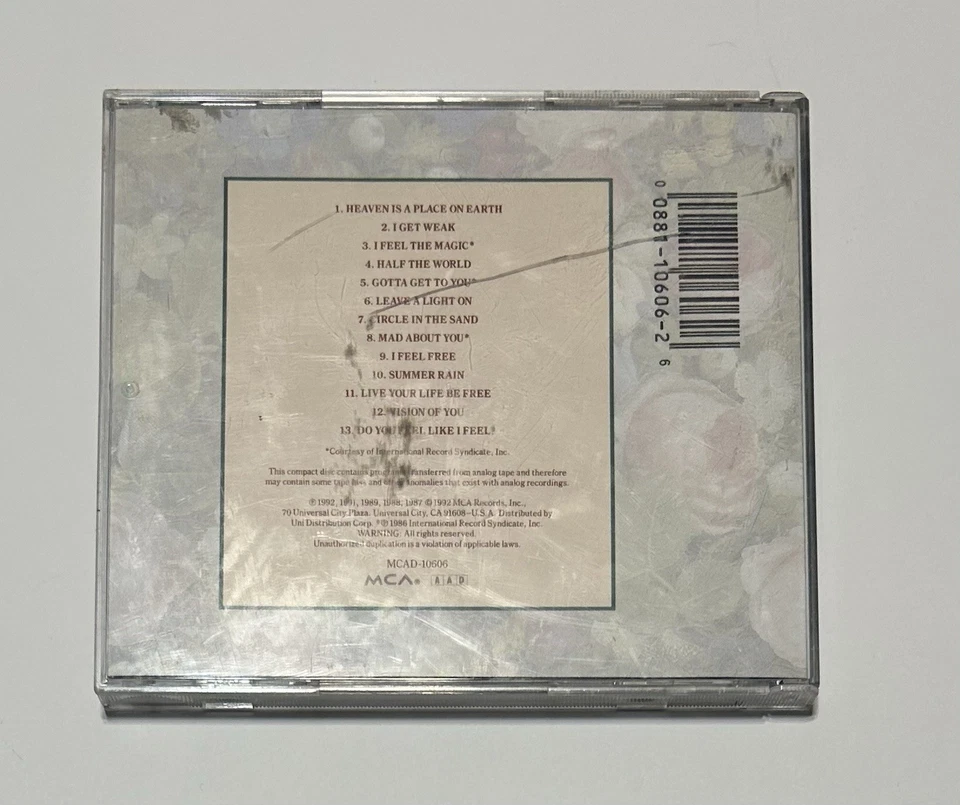 1. HEAVEN IS A PLACE ON EARTH
2. I GET WEAK
3. I FEEL THE MAGIC*
4. HALF THE WORLD
5. GOTTA GET TO YOU*
6. LEAVE A LIGHT ON
7. CIRCLE IN THE SAND
8. MAD ABOUT YOU*
9. I FEEL FREE
10. SUMMER RAIN
11. LIVE YOUR LIFE BE FREE
12. VISION OF YOU
13. DO YOU FEEL LIKE I FEEL?
*Courtesy of International Record Syndicate, Inc.
This compact disc contains program transferred from analog tape and therefore
may contain some tape hiss and other anomalies that exist with analog recordings.
℗ 1992, 1991, 1989, 1988, 1987 © 1992 MCA Records, Inc.,
70 Universal City Plaza. Universal City, CA 91608–U.S.A. Distributed by
Uni Distribution Corp. *℗ 1986 International Record Syndicate, Inc.
WARNING: All rights reserved.
Unauthorized duplication is a violation of applicable laws.
MCAD-10606
MCA® AAD
0 0881-10606-2 6